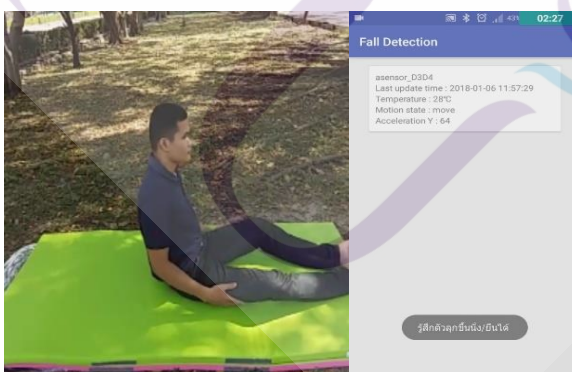 43% 02:27
Fall Detection
asensor_D3D4
Last update time : 2018-01-06 11:57:29
Temperature : 28°C
Motion state : move
Acceleration Y : 64
รู้สึกตัวลุกขึ้นนั่ง/ยืนได้